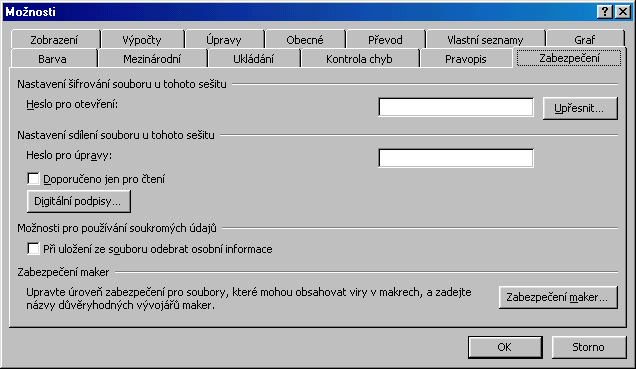 Možnosti
Zobrazení Výpočty Úpravy Obecné Převod Vlastní seznamy Graf
Barva Mezinárodní Ukládání Kontrola chyb Pravopis Zabezpečení
Nastavení šifrování souboru u tohoto sešitu
Heslo pro otevření:
Upřesnit...
Nastavení sdílení souboru u tohoto sešitu
Heslo pro úpravy:
Doporučeno jen pro čtení
Digitální podpisy...
Možnosti pro používání soukromých údajů
Při uložení ze souboru odebrat osobní informace
Zabezpečení maker
Upravte úroveň zabezpečení pro soubory, které mohou obsahovat viry v makrech, a zadejte
názvy důvěryhodných vývojářů maker.
Zabezpečení maker...
OK Storno